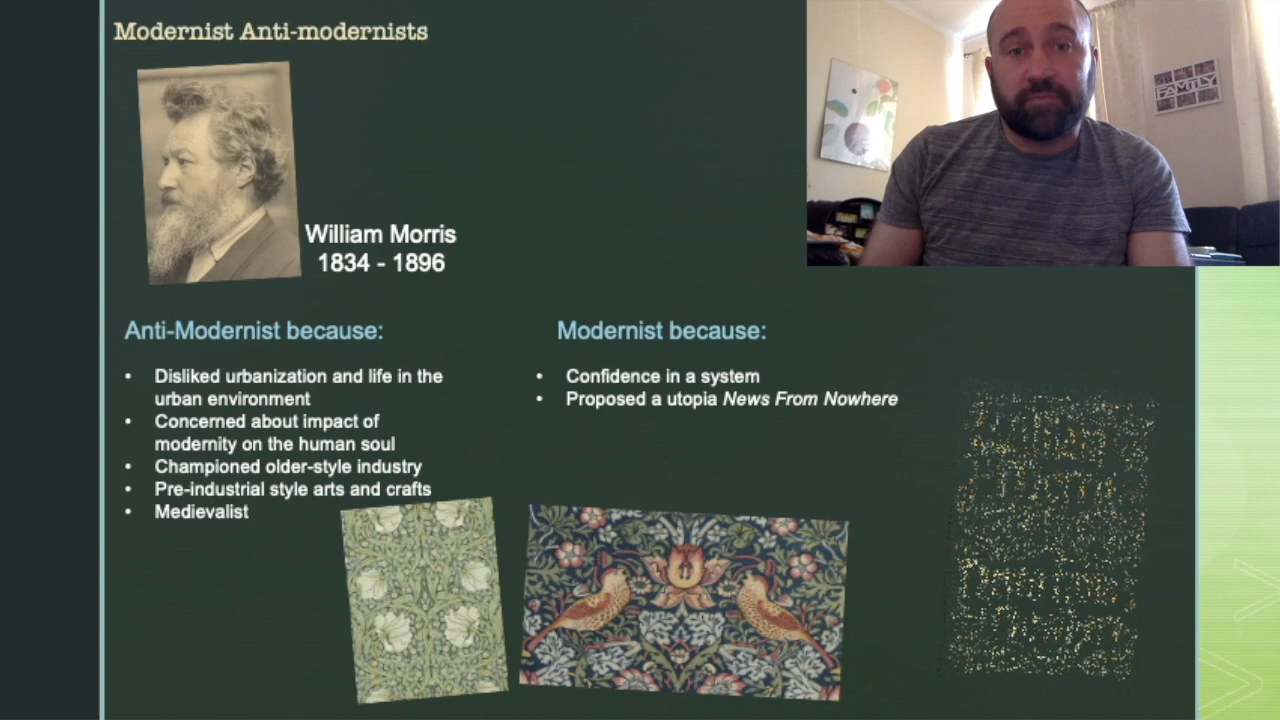 Modernist Anti-modernists
FAMILY
William Morris
1834 - 1896
Anti-Modernist because:
• Disliked urbanization and life in the
urban environment
• Concerned about impact of
modernity on the human soul
• Championed older-style industry
• Pre-industrial style arts and crafts
• Medievalist
Modernist because:
• Confidence in a system
• Proposed a utopia News From Nowhere